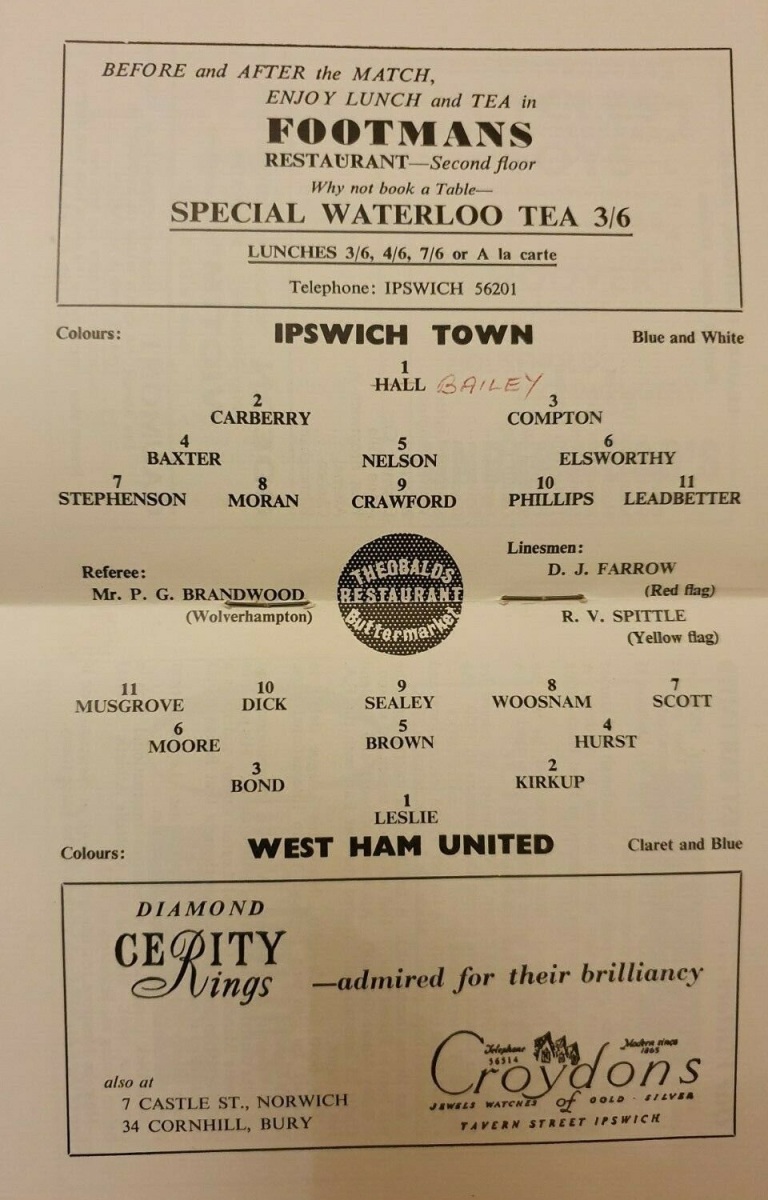 BEFORE and AFTER the MATCH,
ENJOY LUNCH and TEA in
FOOTMANS
RESTAURANT—Second floor
Why not book a Table—
SPECIAL WATERLOO TEA 3/6
LUNCHES 3/6, 4/6, 7/6 or A la carte
Telephone: IPSWICH 56201
Colours: IPSWICH TOWN Blue and White
1
HALL BAILEY
2 3
CARBERRY COMPTON
4 5 6
BAXTER NELSON ELSWORTHY
7 8 9 10 11
STEPHENSON MORAN CRAWFORD PHILLIPS LEADBETTER
Referee:
Mr. P. G. BRANDWOOD
(Wolverhampton)
THEOBALDS
RESTAURANT
Buttermarket
Linesmen:
D. J. FARROW
(Red flag)
R. V. SPITTLE
(Yellow flag)
11 10 9 8 7
MUSGROVE DICK SEALEY WOOSNAM SCOTT
6 5 4
MOORE BROWN HURST
3 2
BOND KIRKUP
1
LESLIE
Colours: WEST HAM UNITED Claret and Blue
DIAMOND
CERITY
Rings
—admired for their brilliancy
also at
7 CASTLE ST., NORWICH
34 CORNHILL, BURY
Telephone
56514
Modern since
1865
Croydons
JEWELS WATCHES of GOLD · SILVER
TAVERN STREET IPSWICH